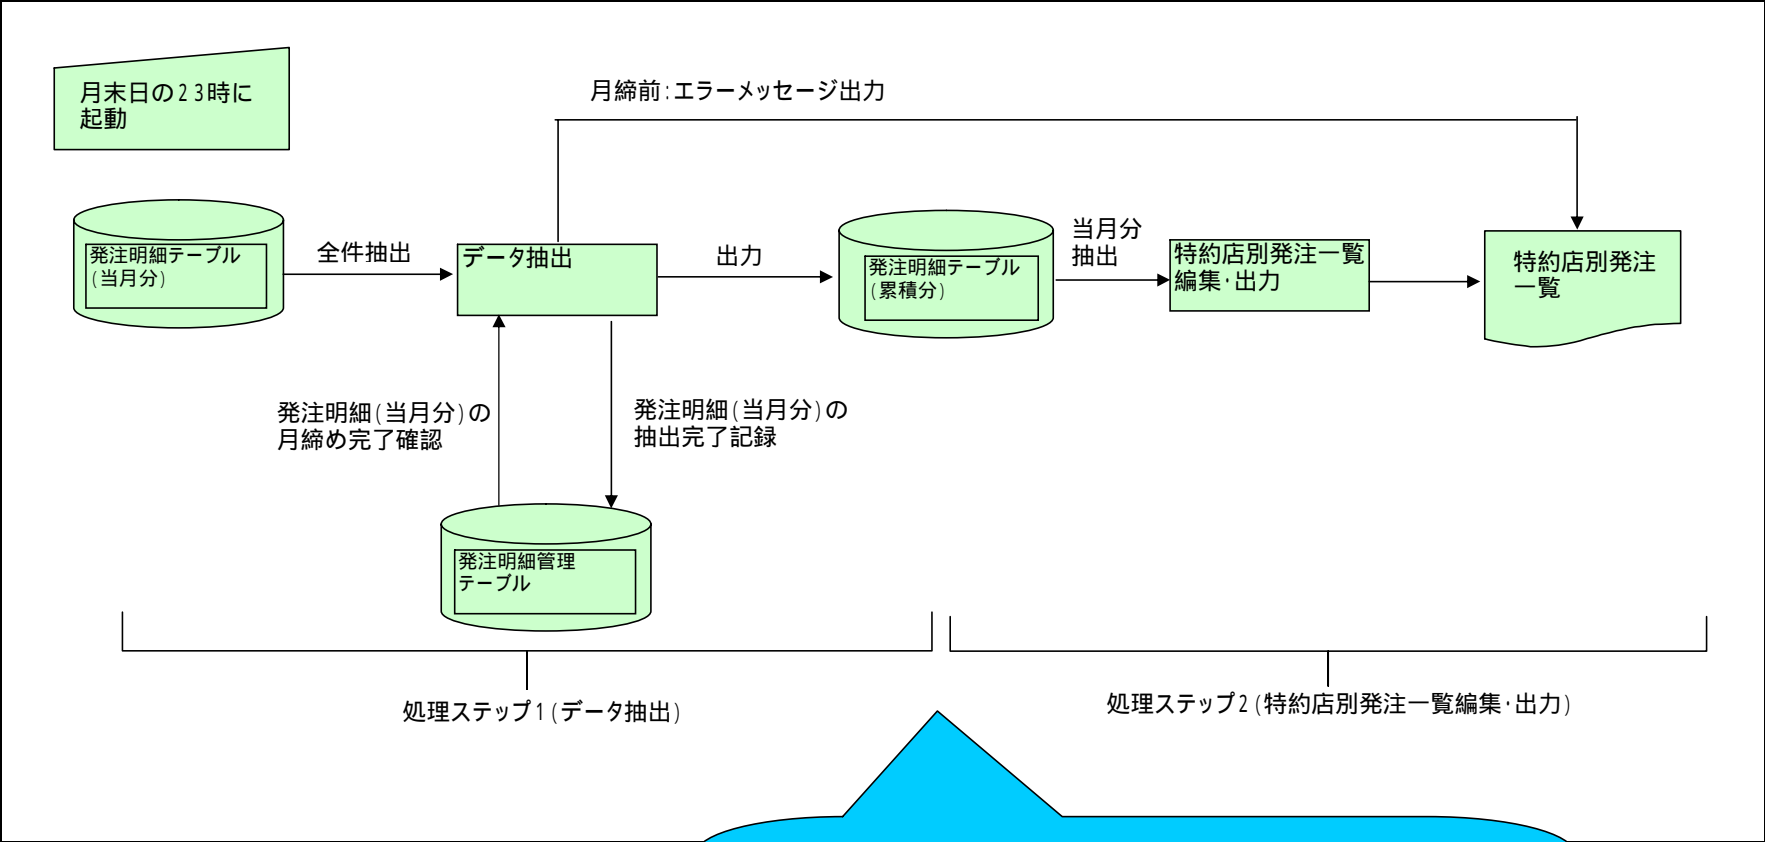 月末日の23時に
起動
月締前:エラーメッセージ出力
発注明細テーブル
(当月分)
全件抽出
データ抽出
出力
発注明細テーブル
(累積分)
当月分
抽出
特約店別発注一覧
編集・出力
特約店別発注
一覧
発注明細(当月分)の
月締め完了確認
発注明細(当月分)の
抽出完了記録
発注明細管理
テーブル
処理ステップ1(データ抽出)
処理ステップ2(特約店別発注一覧編集・出力)